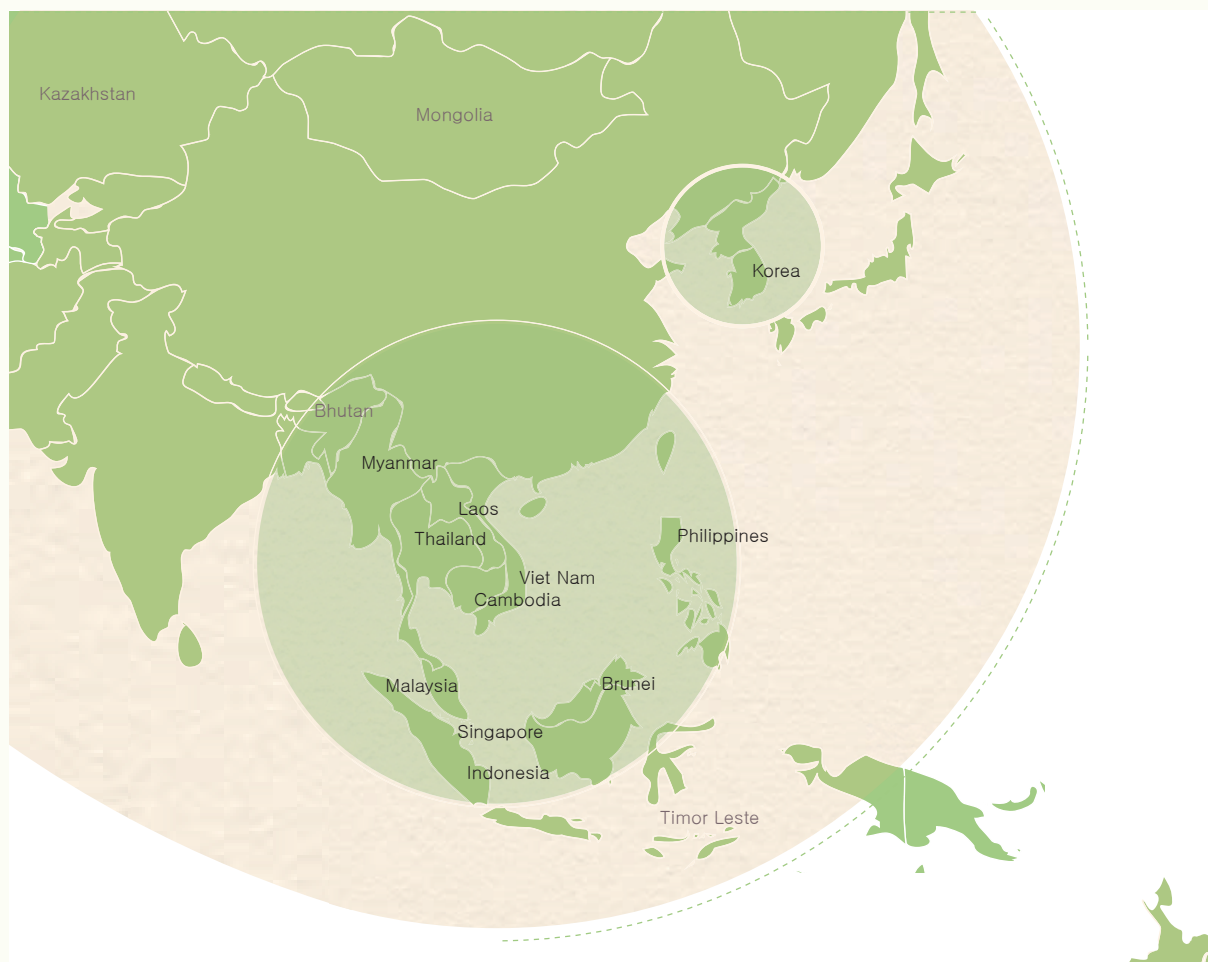 Kazakhstan
Mongolia
Korea
Bhutan
Myanmar
Laos
Philippines
Thailand
Viet Nam
Cambodia
Malaysia
Brunei
Singapore
Indonesia
Timor Leste